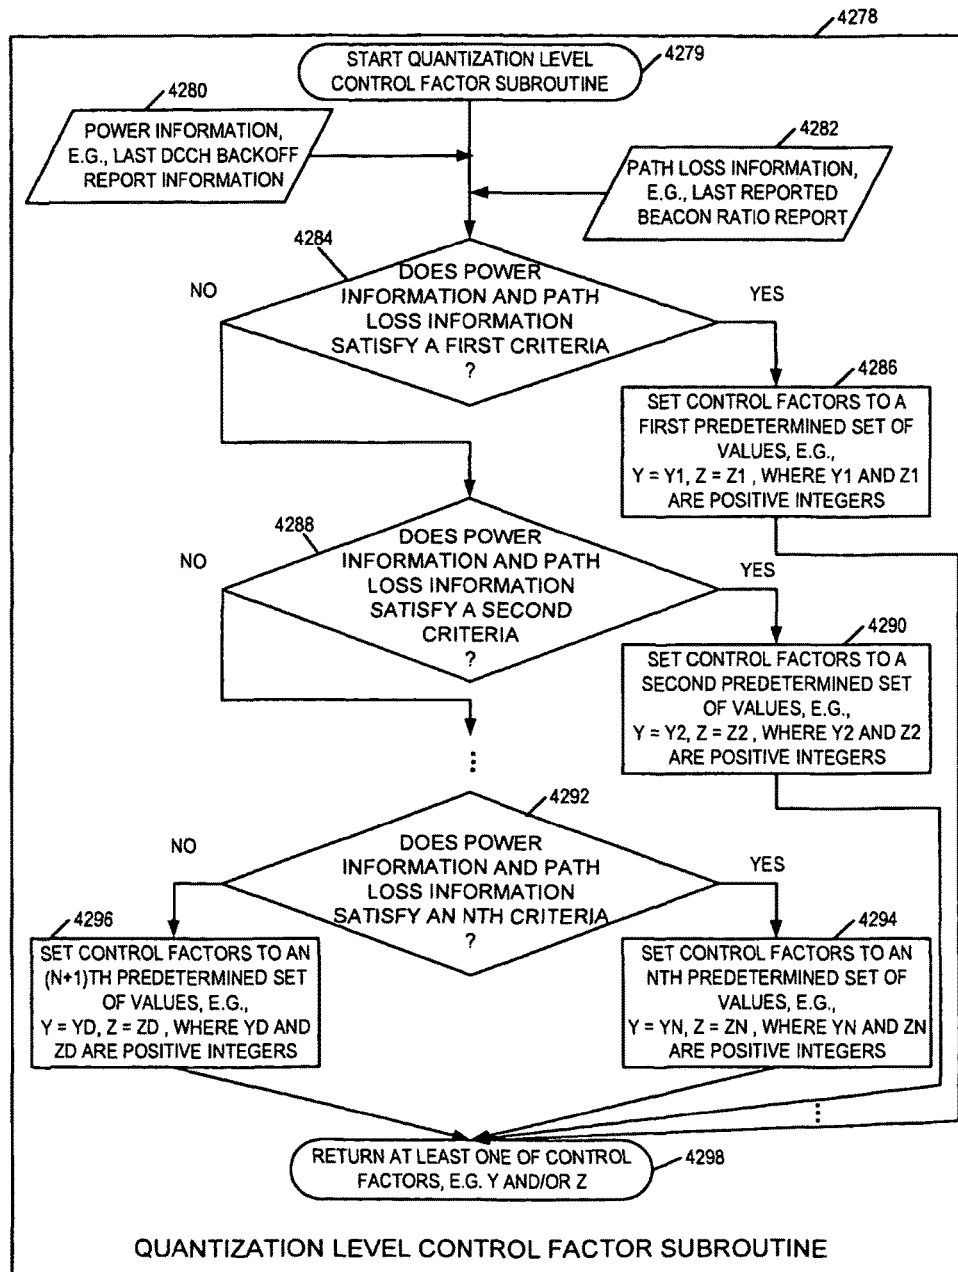 4278
START QUANTIZATION LEVEL
CONTROL FACTOR SUBROUTINE
4279
4280
POWER INFORMATION,
E.G., LAST DCCH BACKOFF
REPORT INFORMATION
4282
PATH LOSS INFORMATION,
E.G., LAST REPORTED
BEACON RATIO REPORT
4284
NO
DOES POWER
INFORMATION AND PATH
LOSS INFORMATION
SATISFY A FIRST CRITERIA
?
YES
4286
SET CONTROL FACTORS TO A
FIRST PREDETERMINED SET OF
VALUES, E.G.,
Y = Y1, Z = Z1 , WHERE Y1 AND Z1
ARE POSITIVE INTEGERS
4288
NO
DOES POWER
INFORMATION AND PATH
LOSS INFORMATION
SATISFY A SECOND
CRITERIA
?
YES
4290
SET CONTROL FACTORS TO A
SECOND PREDETERMINED SET
OF VALUES, E.G.,
Y = Y2, Z = Z2 , WHERE Y2 AND Z2
ARE POSITIVE INTEGERS
4292
NO
DOES POWER
INFORMATION AND PATH
LOSS INFORMATION
SATISFY AN NTH CRITERIA
?
YES
4296
SET CONTROL FACTORS TO AN
(N+1)TH PREDETERMINED SET
OF VALUES, E.G.,
Y = YD, Z = ZD , WHERE YD AND
ZD ARE POSITIVE INTEGERS
4294
SET CONTROL FACTORS TO AN
NTH PREDETERMINED SET OF
VALUES, E.G.,
Y = YN, Z = ZN , WHERE YN AND ZN
ARE POSITIVE INTEGERS
RETURN AT LEAST ONE OF CONTROL
FACTORS, E.G. Y AND/OR Z
4298
QUANTIZATION LEVEL CONTROL FACTOR SUBROUTINE